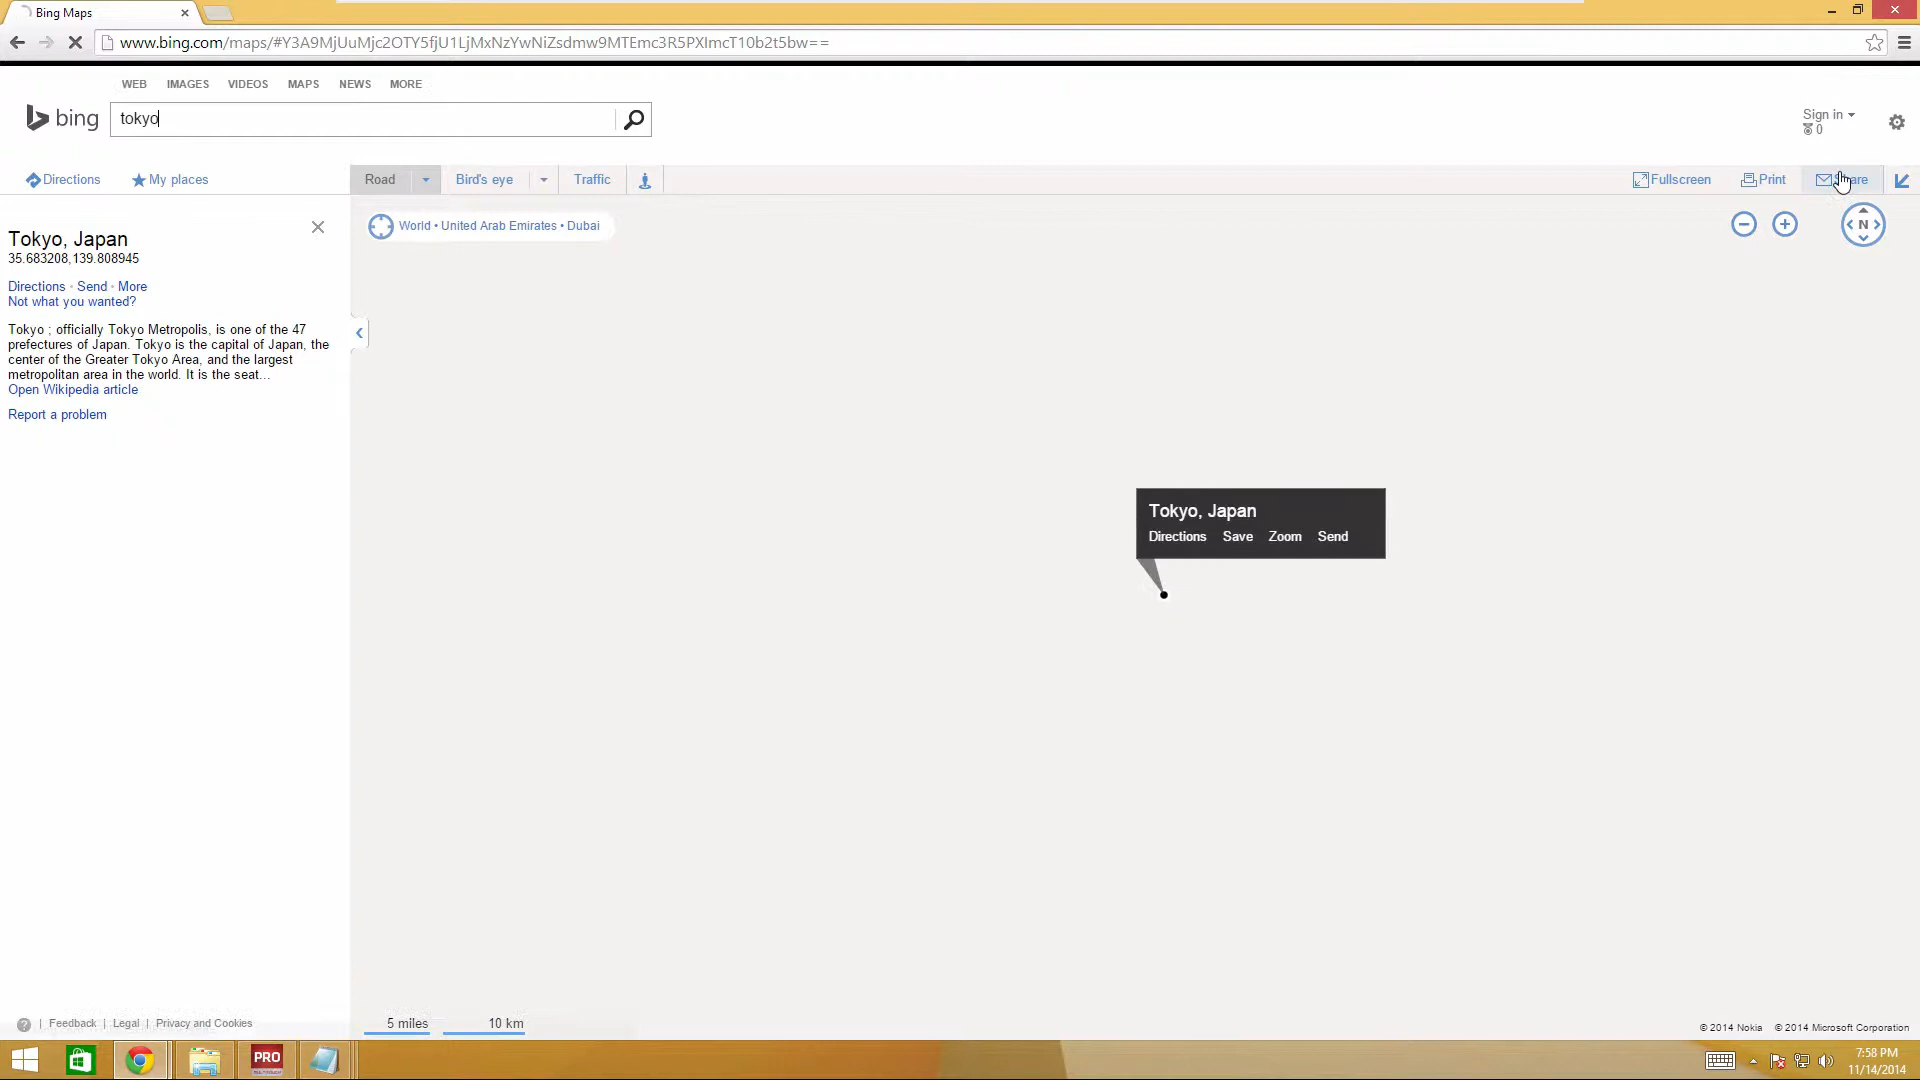 Bing Maps
www.bing.com/maps/#Y3A9MjUuMjc2OTY5fjU1LjMxNzYwNiZsdmw9MTEmc3R5PXImcT10b2t5bw==
WEB IMAGES VIDEOS MAPS NEWS MORE
bing
tokyo
Sign in
0
Directions My places
Road Bird's eye Traffic
Fullscreen Print
World • United Arab Emirates • Dubai
N
Tokyo, Japan
35.683208,139.808945
Directions • Send • More
Not what you wanted?
Tokyo ; officially Tokyo Metropolis, is one of the 47
prefectures of Japan. Tokyo is the capital of Japan, the
center of the Greater Tokyo Area, and the largest
metropolitan area in the world. It is the seat...
Open Wikipedia article
Report a problem
Tokyo, Japan
Directions Save Zoom Send
5 miles 10 km
? | Feedback | Legal | Privacy and Cookies
© 2014 Nokia © 2014 Microsoft Corporation
PRO
7:58 PM
11/14/2014